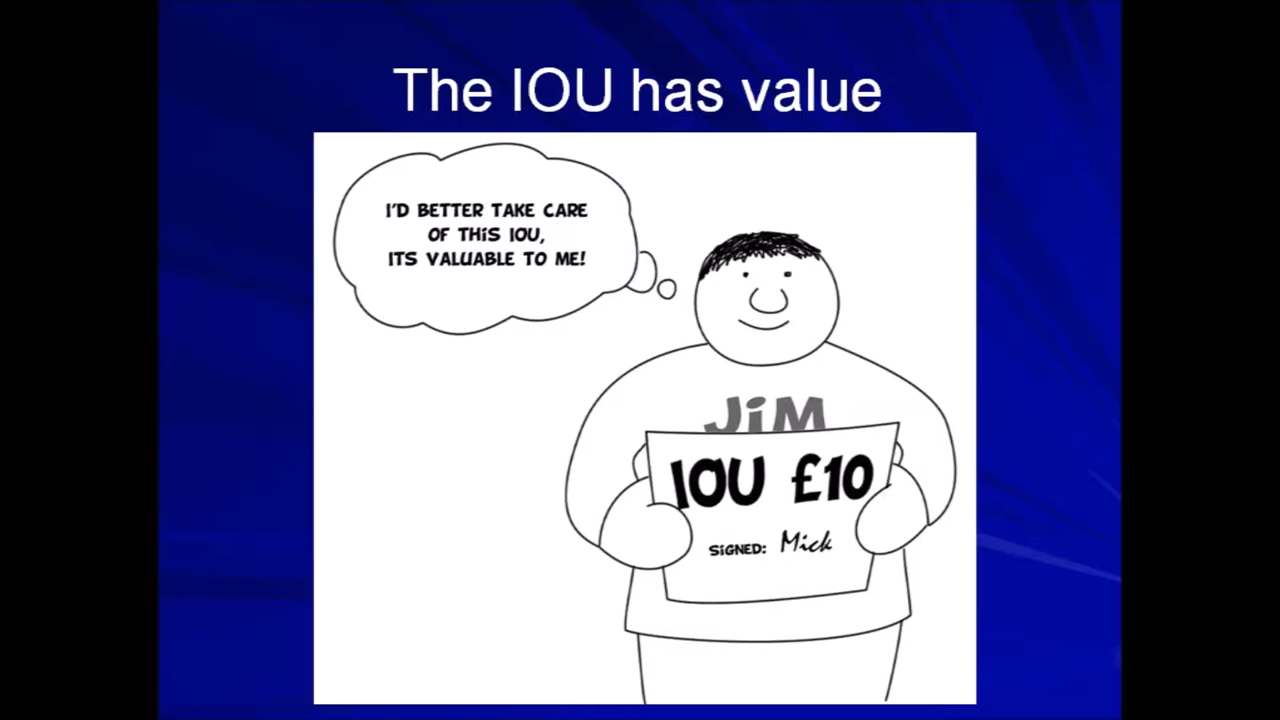 The IOU has value
I'D BETTER TAKE CARE
OF THIS IOU,
ITS VALUABLE TO ME!
JIM
IOU £10
SIGNED: Mick